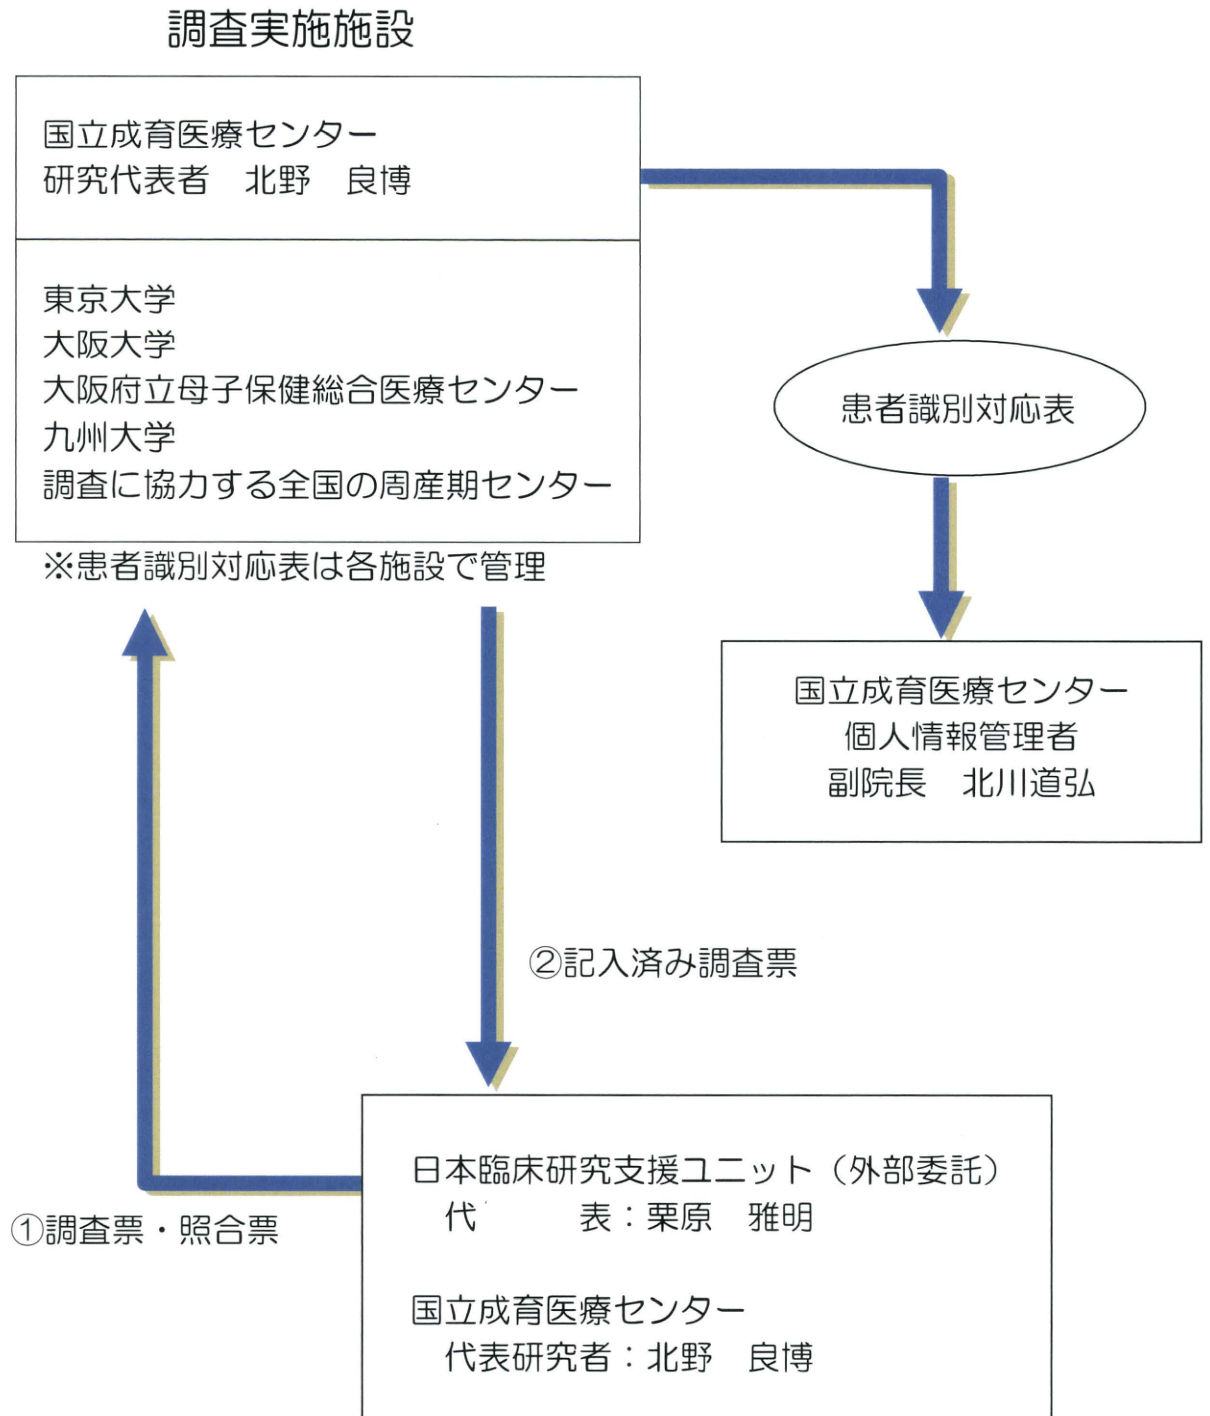 調査実施施設
国立成育医療センター
研究代表者　北野　良博
東京大学
大阪大学
大阪府立母子保健総合医療センター
九州大学
調査に協力する全国の周産期センター
※患者識別対応表は各施設で管理
患者識別対応表
国立成育医療センター
個人情報管理者
副院長　北川道弘
②記入済み調査票
①調査票・照合票
日本臨床研究支援ユニット（外部委託）
代　　　表：栗原　雅明
国立成育医療センター
代表研究者：北野　良博